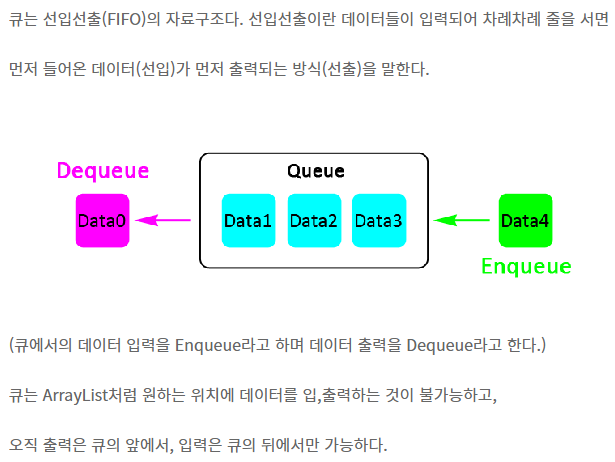 큐는 선입선출(FIFO)의 자료구조다. 선입선출이란 데이터들이 입력되어 차례차례 줄을 서면
먼저 들어온 데이터(선입)가 먼저 출력되는 방식(선출)을 말한다.
Dequeue
Queue
Data0
Data1
Data2
Data3
Data4
Enqueue
(큐에서의 데이터 입력을 Enqueue라고 하며 데이터 출력을 Dequeue라고 한다.)
큐는 ArrayList처럼 원하는 위치에 데이터를 입,출력하는 것이 불가능하고,
오직 출력은 큐의 앞에서, 입력은 큐의 뒤에서만 가능하다.